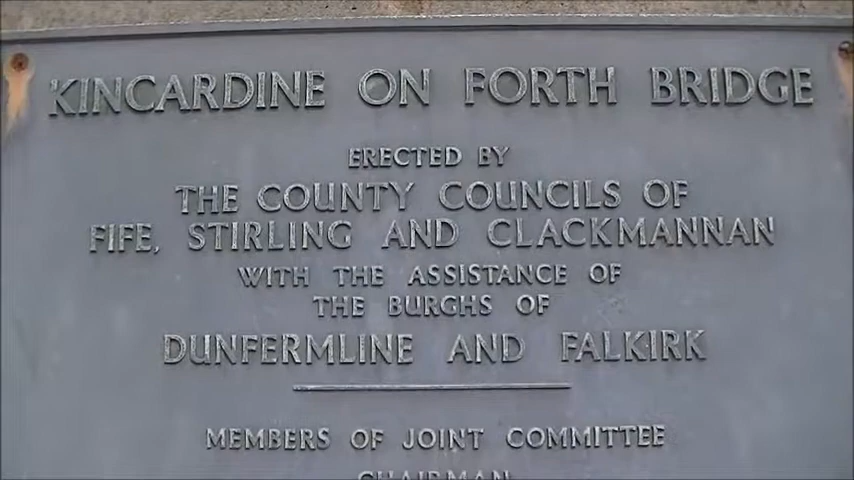 KINCARDINE ON FORTH BRIDGE
ERECTED BY
THE COUNTY COUNCILS OF
FIFE, STIRLING AND CLACKMANNAN
WITH THE ASSISTANCE OF
THE BURGHS OF
DUNFERMLINE AND FALKIRK
MEMBERS OF JOINT COMMITTEE
CHAIRMAN